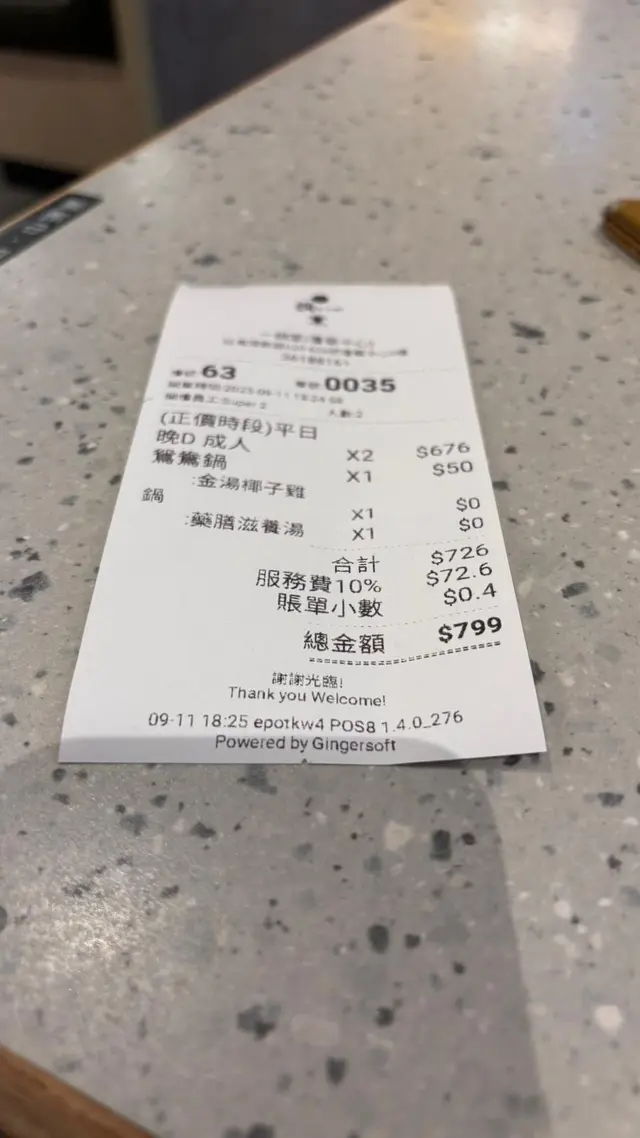 63 0035
人數:2
(正價時段)平日
晚D 成人 X2 $676
鴛鴦鍋 X1 $50
:金湯椰子雞
鍋 X1 $0
:藥膳滋養湯 X1 $0
合計 $726
服務費10% $72.6
賬單小數 $0.4
總金額 $799
謝謝光臨!
Thank you Welcome!
09-11 18:25 epotkw4 POS8 1.4.0_276
Powered by Gingersoft